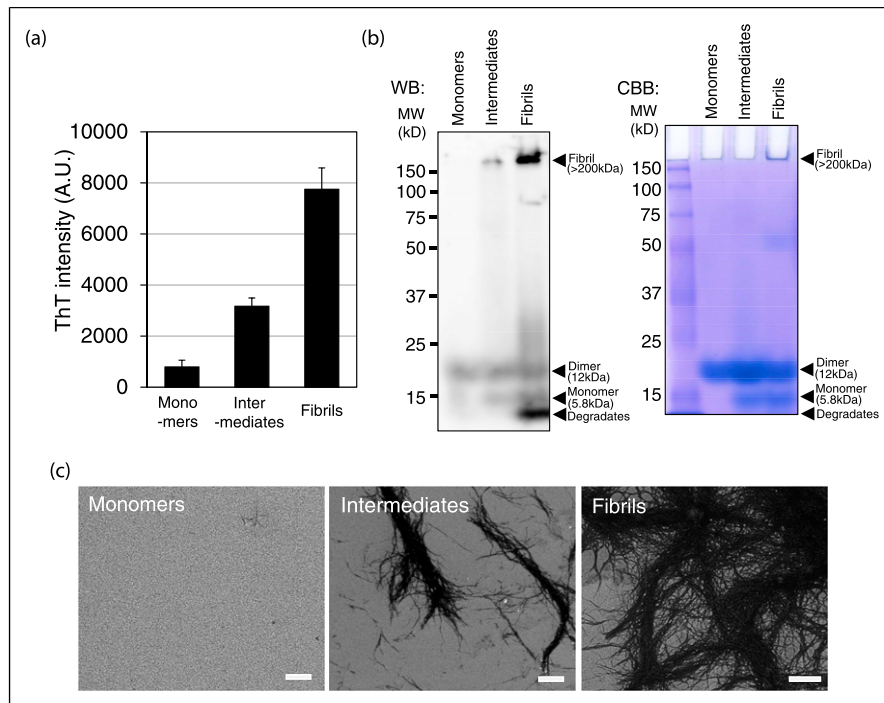 (a)
ThT intensity (A.U.)
10000
8000
6000
4000
2000
0
Mono
-mers
Inter
-mediates
Fibrils
(b)
WB:
MW
(kD)
Monomers
Intermediates
Fibrils
150
100
75
50
37
25
15
Fibril
(>200kDa)
Dimer
(12kDa)
Monomer
(5.8kDa)
Degradates
CBB:
MW
(kD)
Monomers
Intermediates
Fibrils
150
100
75
50
37
25
15
Fibril
(>200kDa)
Dimer
(12kDa)
Monomer
(5.8kDa)
Degradates
(c)
Monomers
Intermediates
Fibrils